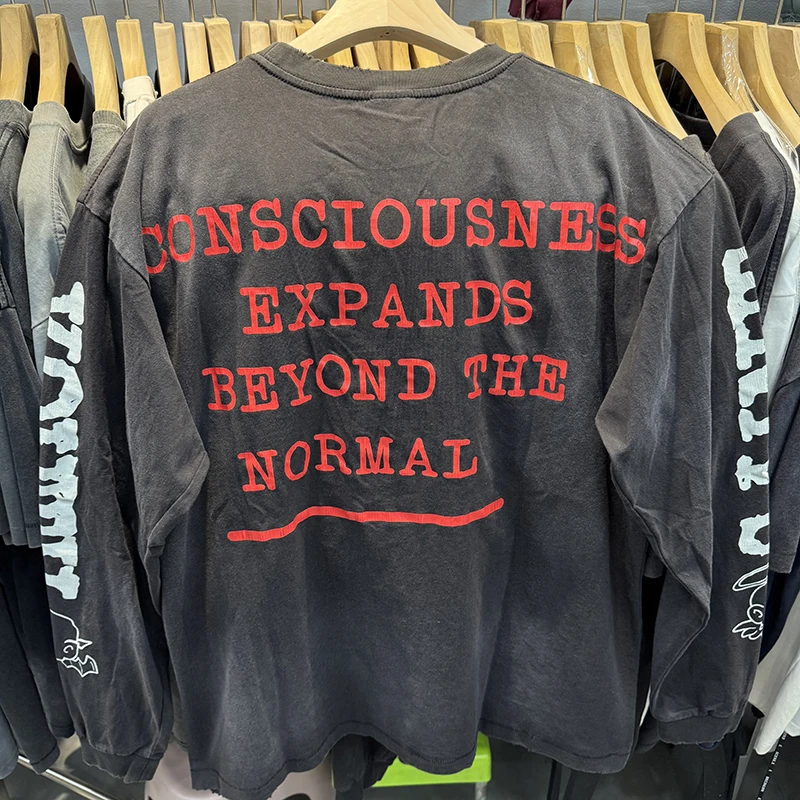 CONSCIOUSNESS
EXPANDS
BEYOND THE
NORMAL